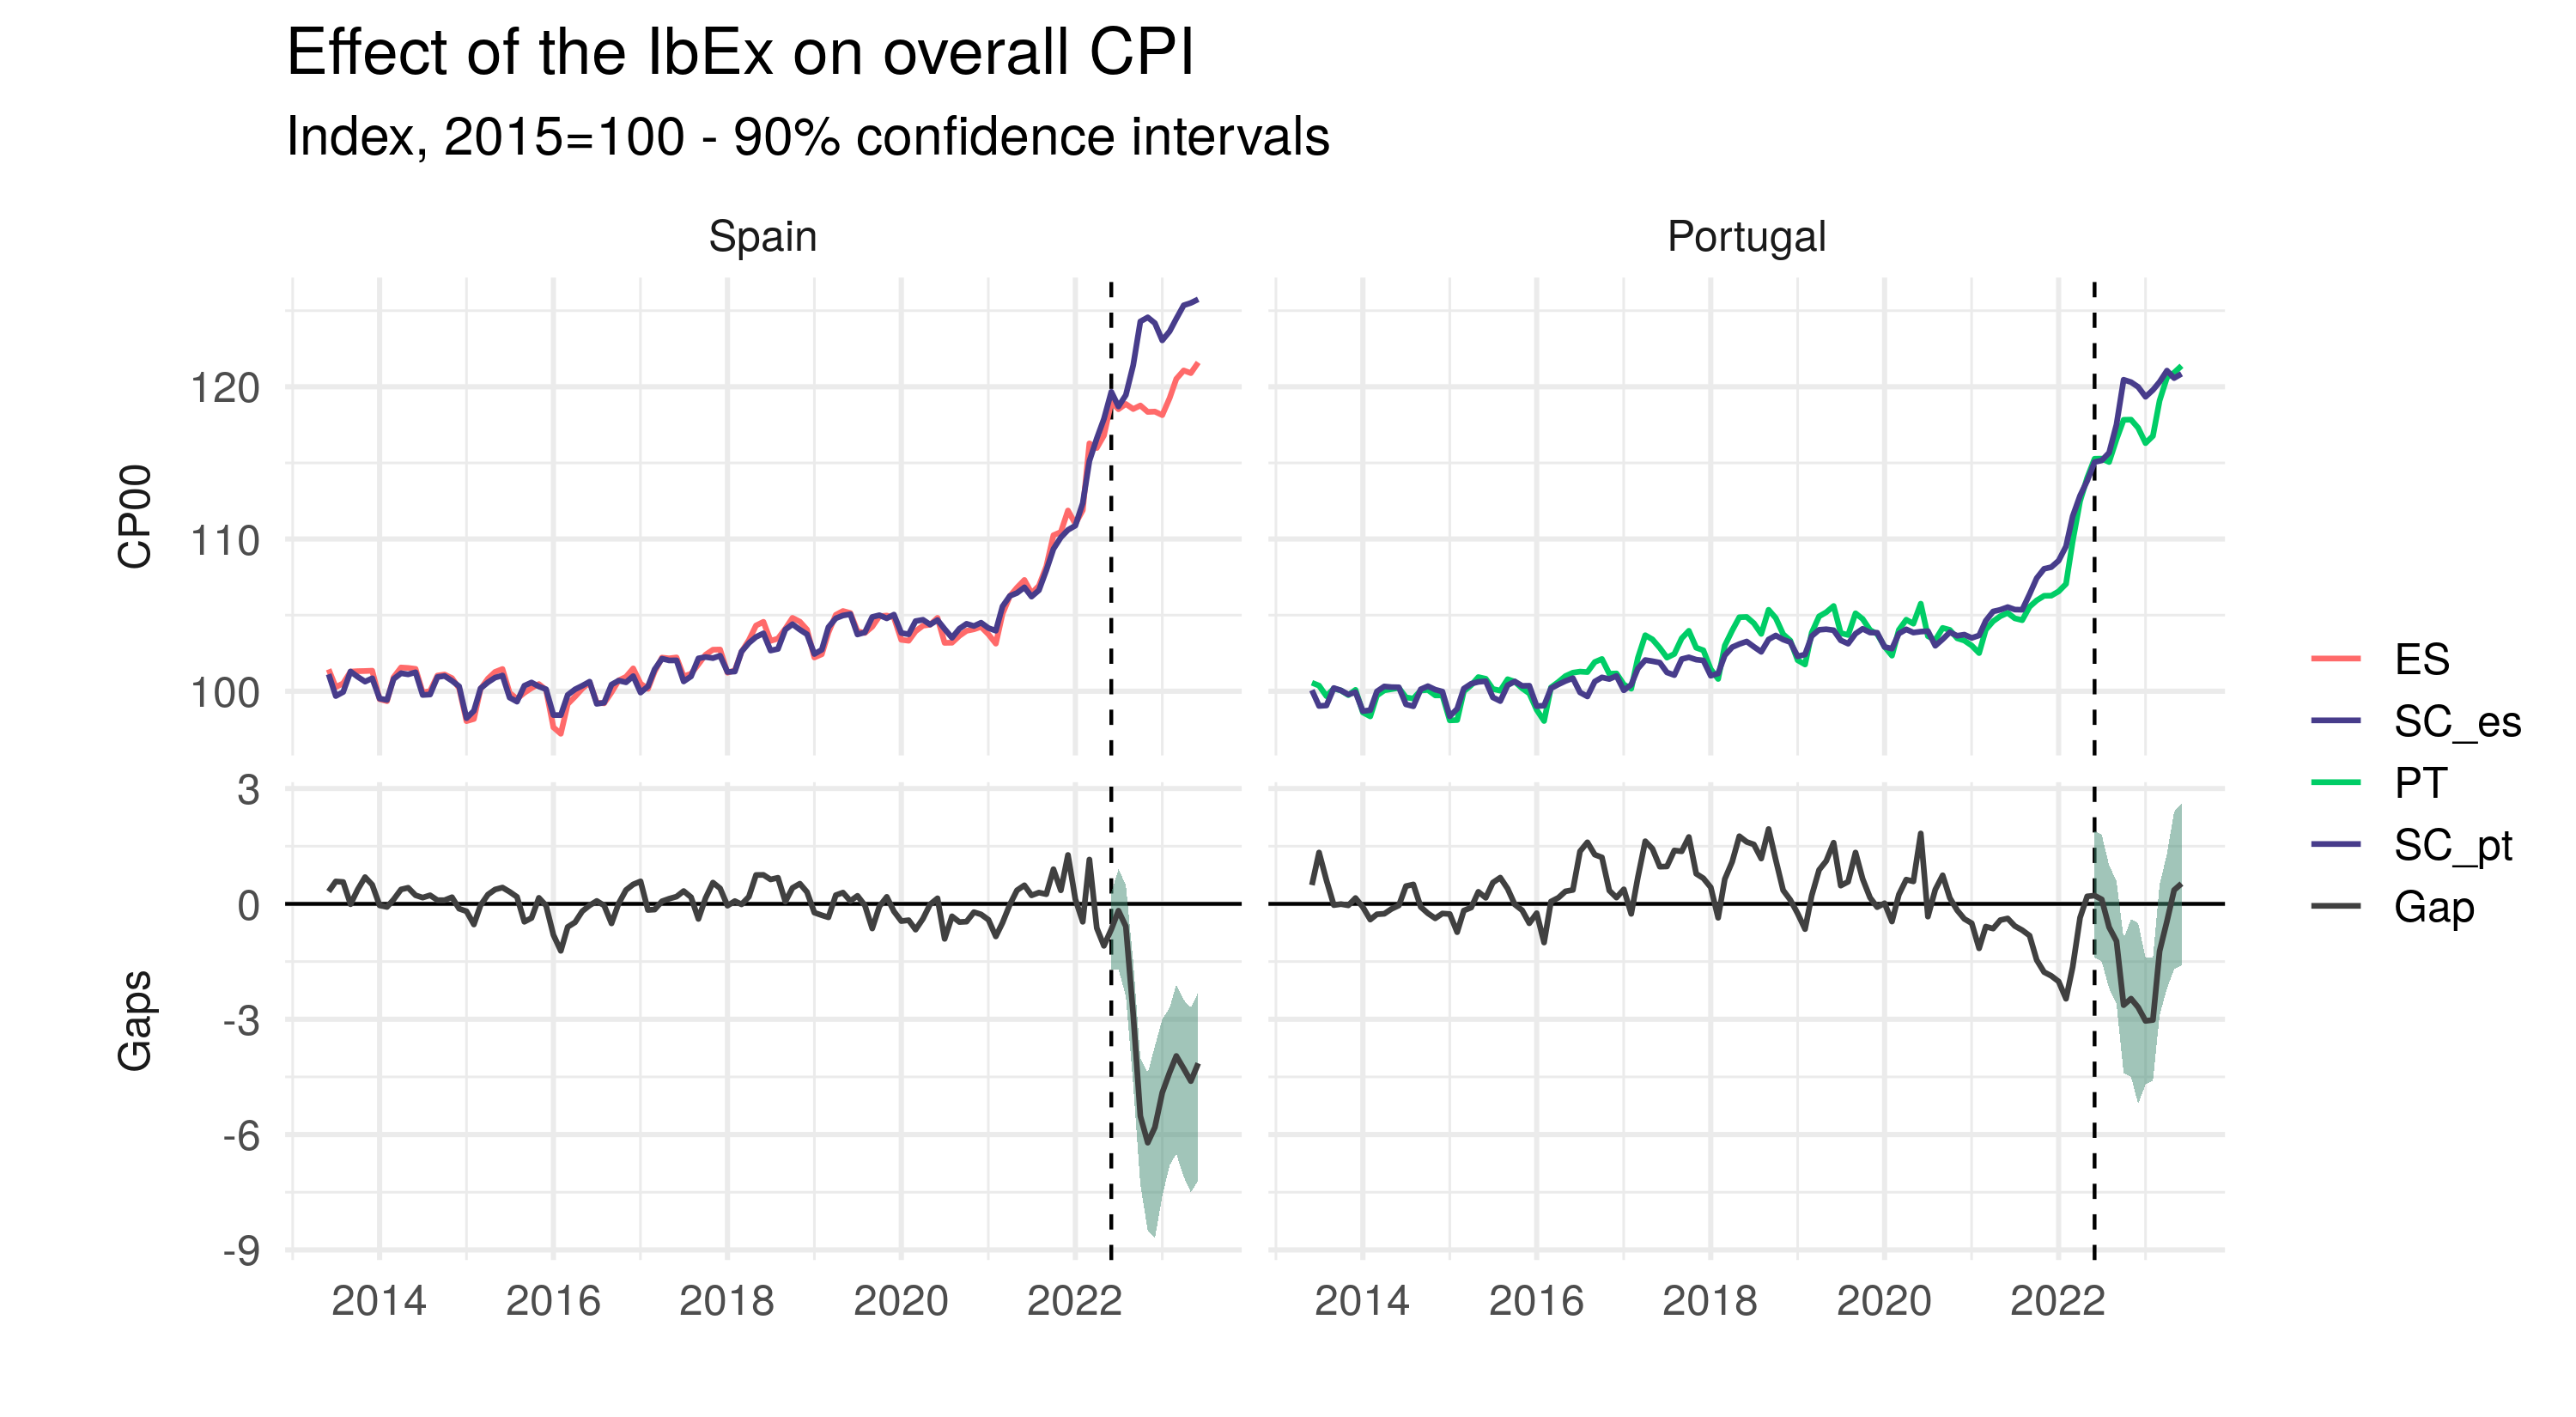 Effect of the IbEx on overall CPI
Index, 2015=100 - 90% confidence intervals
Spain
Portugal
CP00
120
110
100
Gaps
3
0
-3
-6
-9
2014
2016
2018
2020
2022
2014
2016
2018
2020
2022
ES
SC_es
PT
SC_pt
Gap